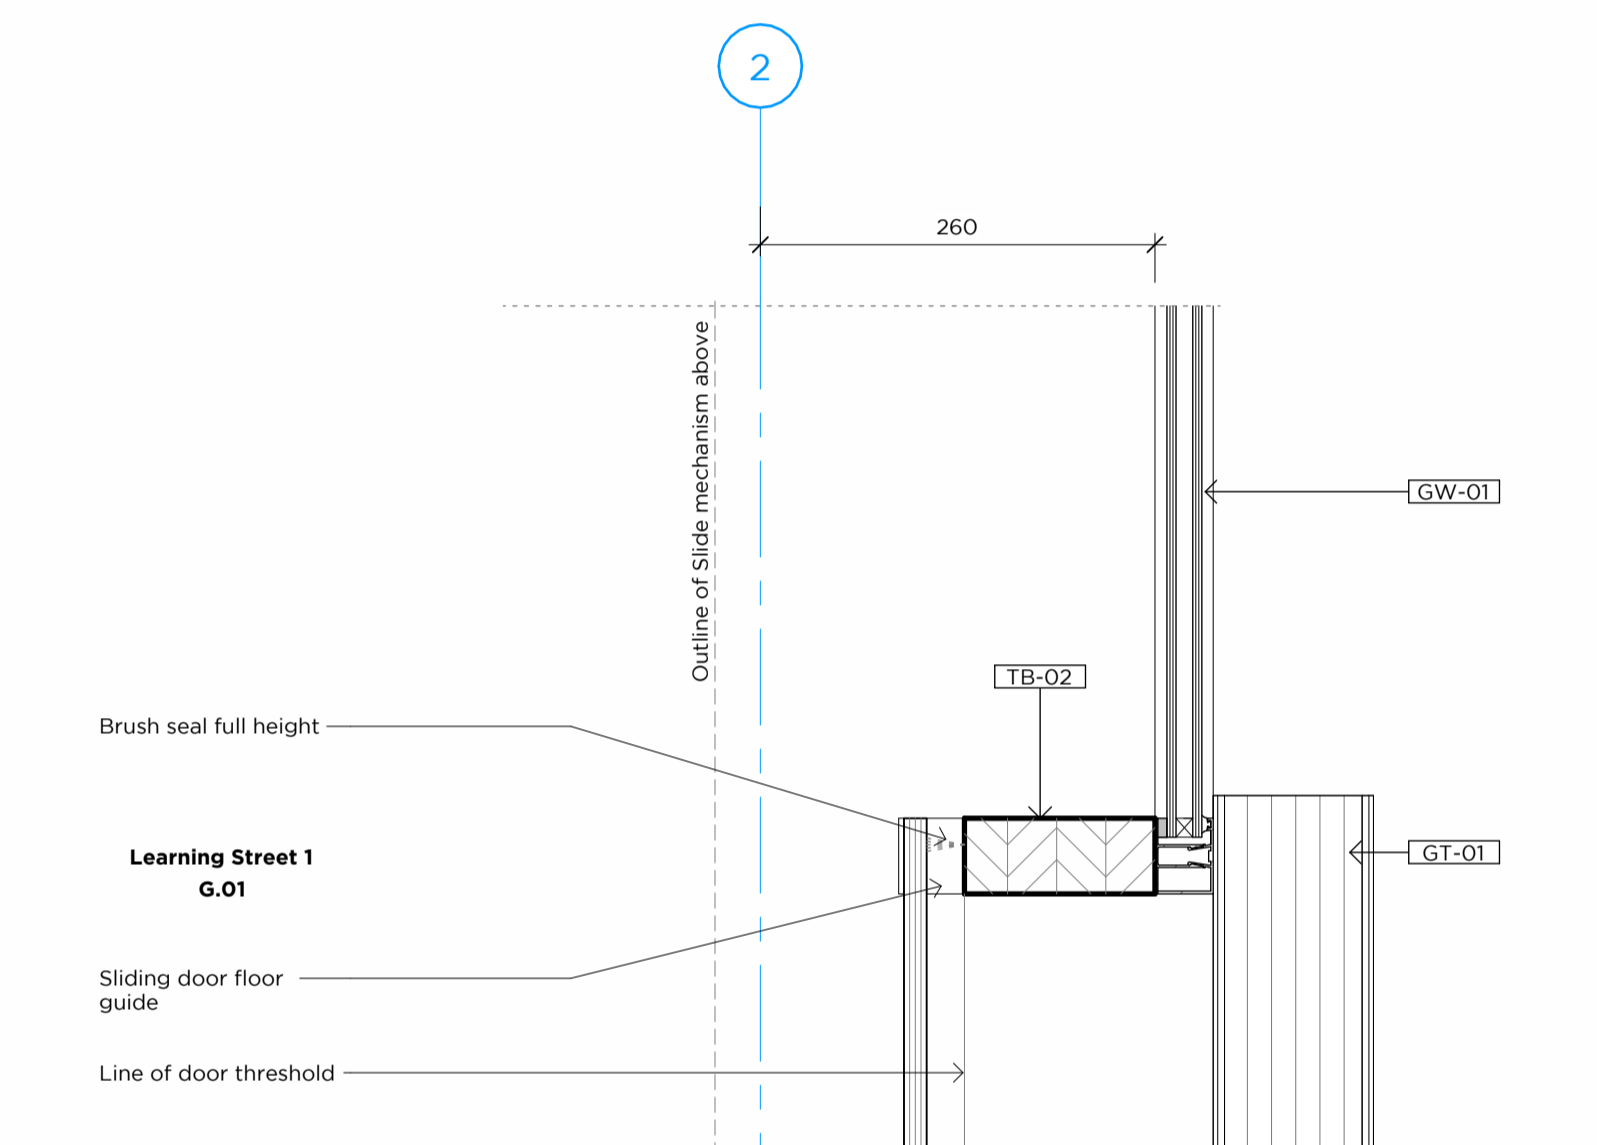 2
260
Outline of Slide mechanism above
GW-01
TB-02
Brush seal full height
Learning Street 1
G.01
GT-01
Sliding door floor
guide
Line of door threshold